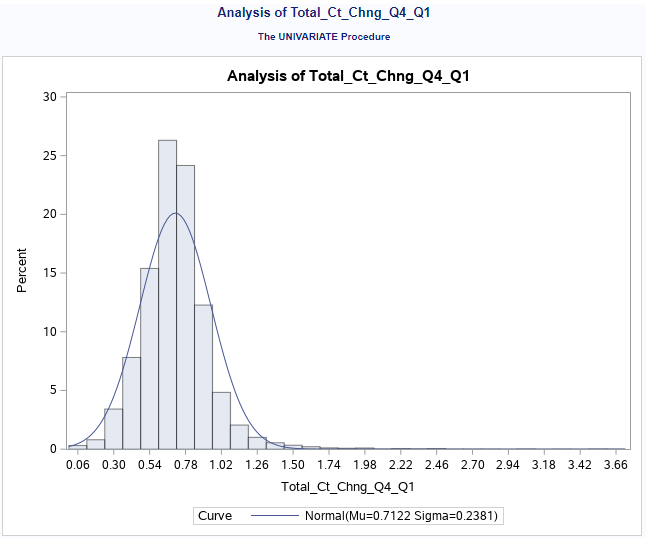 Analysis of Total_Ct_Chng_Q4_Q1
The UNIVARIATE Procedure
Analysis of Total_Ct_Chng_Q4_Q1
30
25
20
15
10
5
0
Percent
0.06 0.30 0.54 0.78 1.02 1.26 1.50 1.74 1.98 2.22 2.46 2.70 2.94 3.18 3.42 3.66
Total_Ct_Chng_Q4_Q1
Curve Normal(Mu=0.7122 Sigma=0.2381)